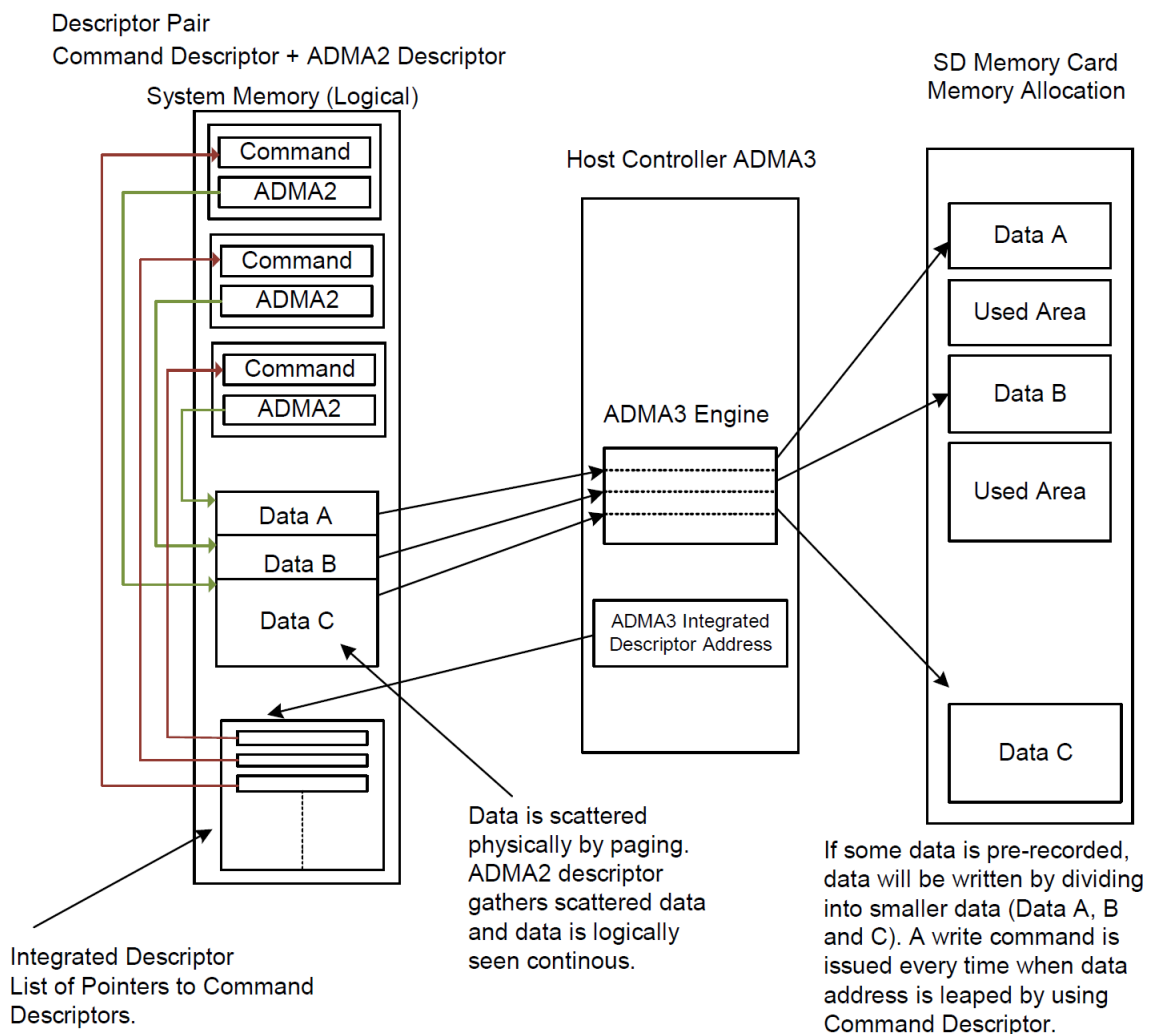 Descriptor Pair
Command Descriptor + ADMA2 Descriptor
System Memory (Logical)
Command
ADMA2
Command
ADMA2
Command
ADMA2
Data A
Data B
Data C
Integrated Descriptor
List of Pointers to Command
Descriptors.
Host Controller ADMA3
ADMA3 Engine
ADMA3 Integrated
Descriptor Address
Data is scattered
physically by paging.
ADMA2 descriptor
gathers scattered data
and data is logically
seen continous.
SD Memory Card
Memory Allocation
Data A
Used Area
Data B
Used Area
Data C
If some data is pre-recorded,
data will be written by dividing
into smaller data (Data A, B
and C). A write command is
issued every time when data
address is leaped by using
Command Descriptor.